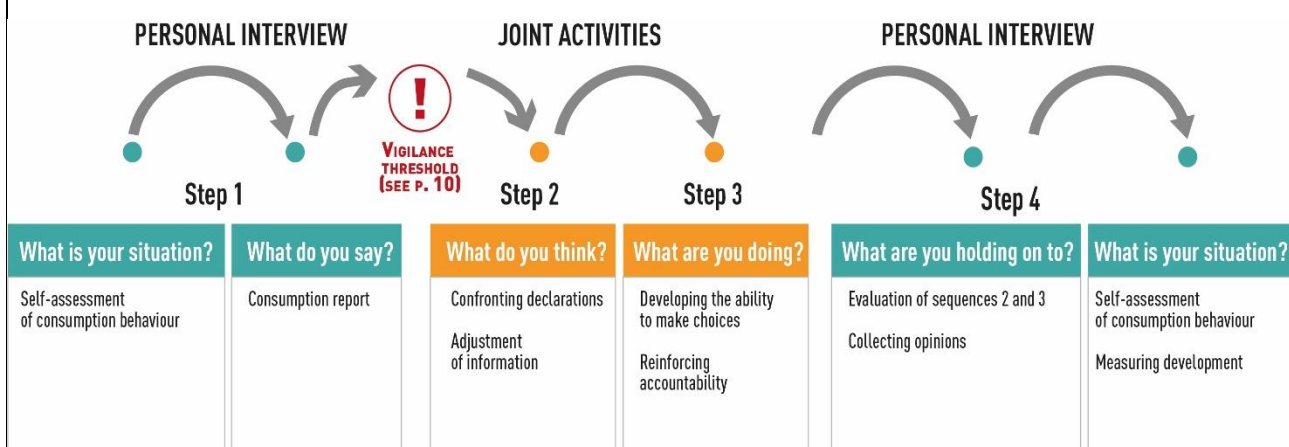 PERSONAL INTERVIEW
JOINT ACTIVITIES
PERSONAL INTERVIEW
!
VIGILANCE
THRESHOLD
(SEE P. 10)
Step 1
Step 2
Step 3
Step 4
What is your situation?
Self-assessment
of consumption behaviour
What do you say?
Consumption report
What do you think?
Confronting declarations
Adjustment
of information
What are you doing?
Developing the ability
to make choices
Reinforcing
accountability
What are you holding on to?
Evaluation of sequences 2 and 3
Collecting opinions
What is your situation?
Self-assessment
of consumption behaviour
Measuring development